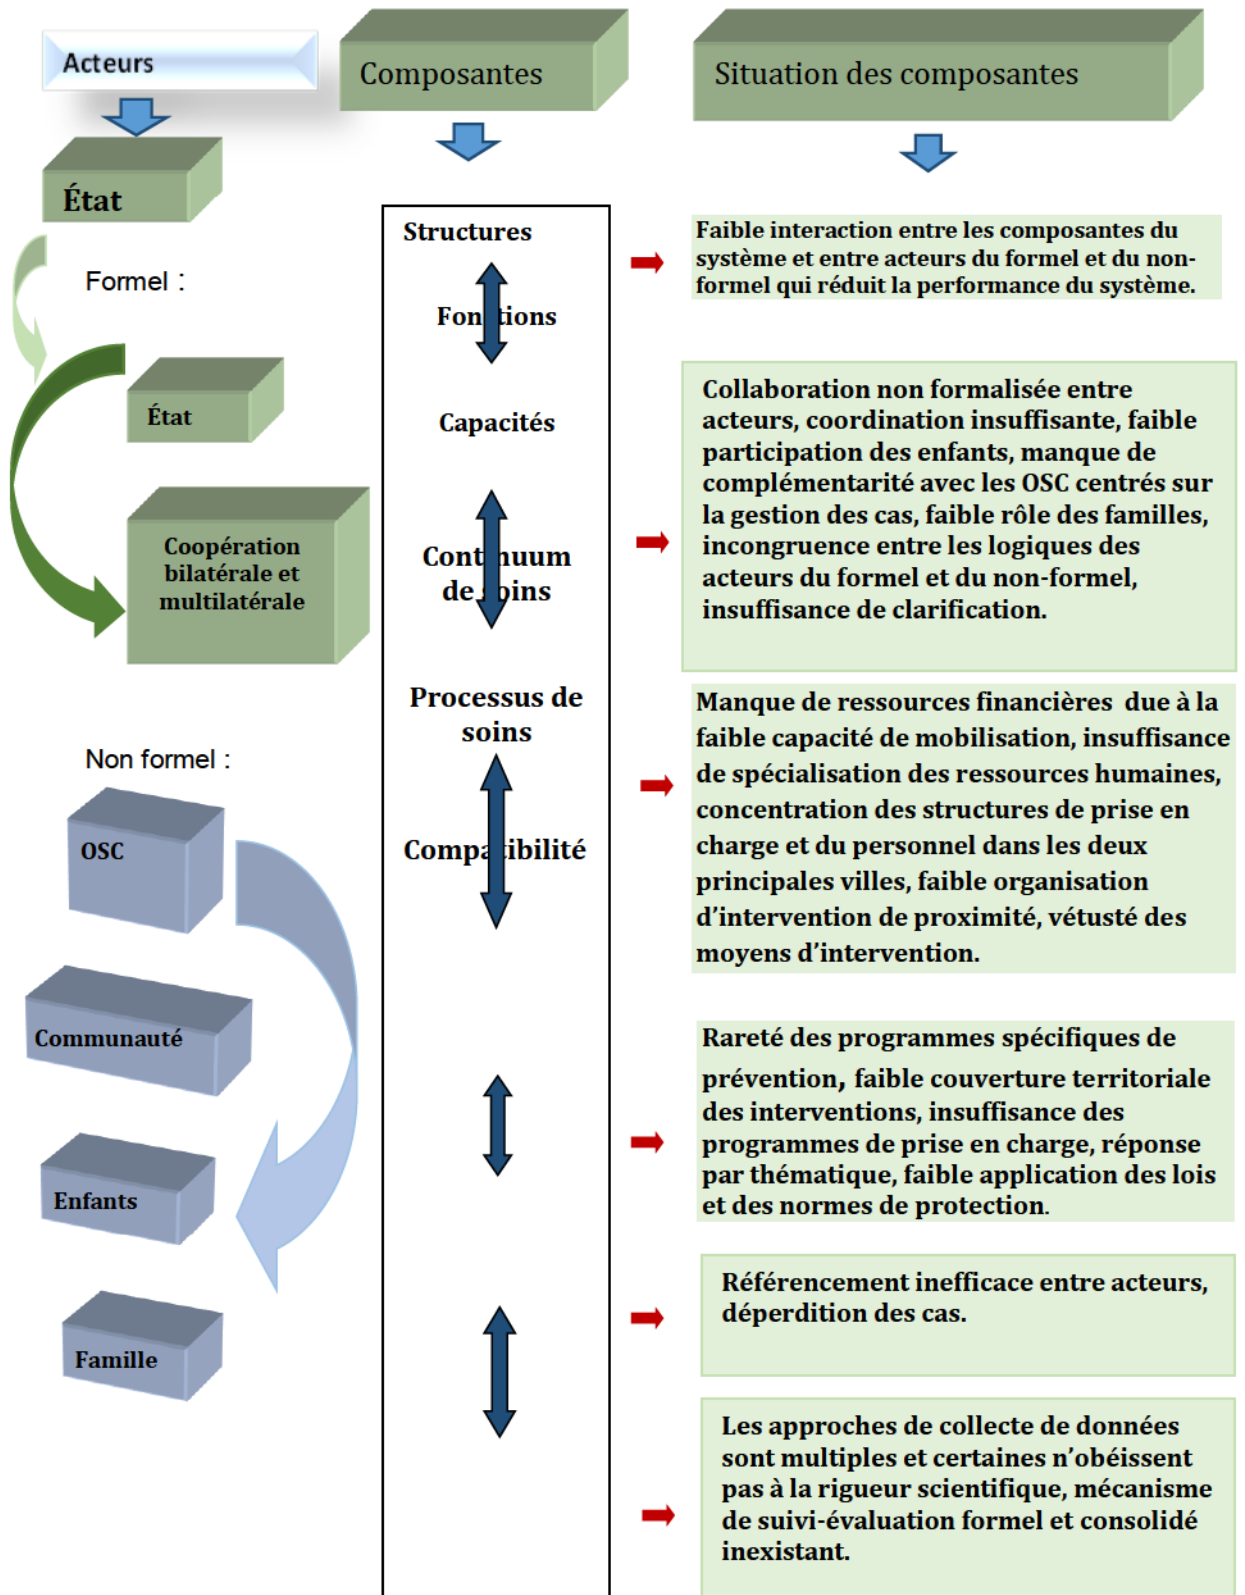 Acteurs
Composantes
Situation des composantes
État
Formel :
État
Coopération
bilatérale et
multilatérale
Non formel :
OSC
Communauté
Enfants
Famille
Structures
Fonctions
Capacités
Continuum
de soins
Processus de
soins
Compatibilité
Faible interaction entre les composantes du
système et entre acteurs du formel et du non-
formel qui réduit la performance du système.
Collaboration non formalisée entre
acteurs, coordination insuffisante, faible
participation des enfants, manque de
complémentarité avec les OSC centrés sur
la gestion des cas, faible rôle des familles,
incongruence entre les logiques des
acteurs du formel et du non-formel,
insuffisance de clarification.
Manque de ressources financières due à la
faible capacité de mobilisation, insuffisance
de spécialisation des ressources humaines,
concentration des structures de prise en
charge et du personnel dans les deux
principales villes, faible organisation
d’intervention de proximité, vétusté des
moyens d’intervention.
Rareté des programmes spécifiques de
prévention, faible couverture territoriale
des interventions, insuffisance des
programmes de prise en charge, réponse
par thématique, faible application des lois
et des normes de protection.
Référencement inefficace entre acteurs,
déperdition des cas.
Les approches de collecte de données
sont multiples et certaines n’obéissent
pas à la rigueur scientifique, mécanisme
de suivi-évaluation formel et consolidé
inexistant.